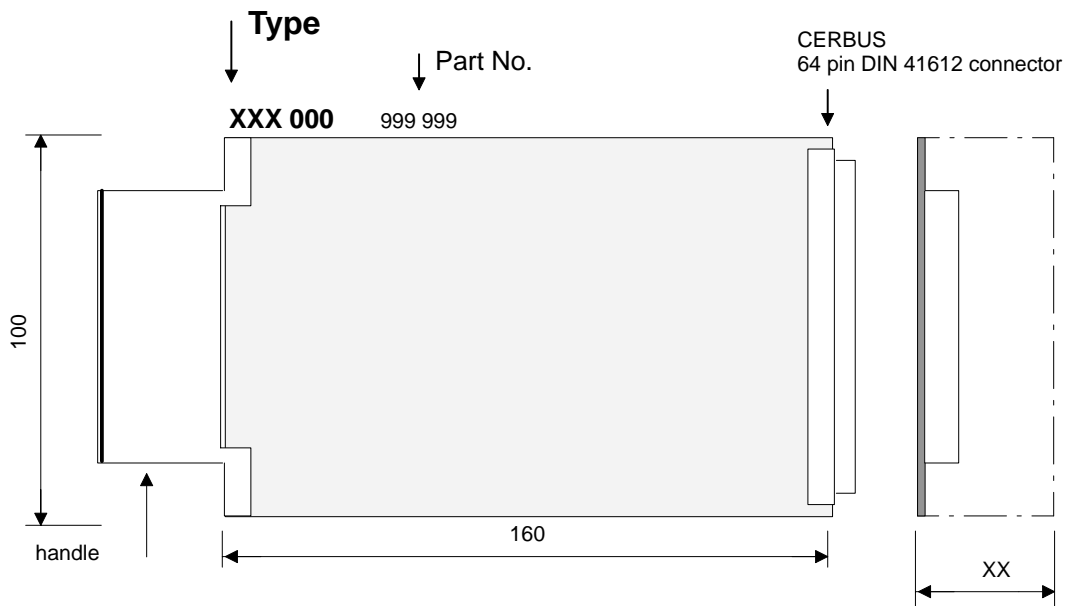 Type
Part No.
CERBUS
64 pin DIN 41612 connector
XXX 000
999 999
100
handle
160
XX